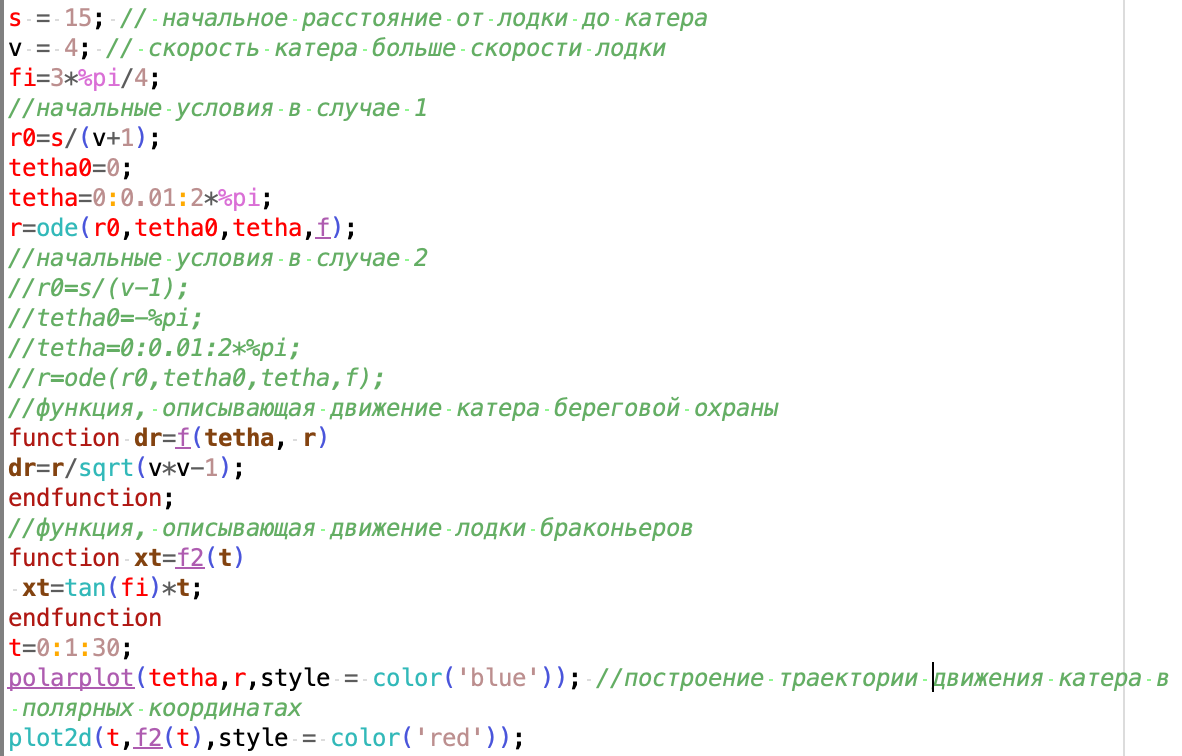 s = 15; // начальное расстояние от лодки до катера
v = 4; // скорость катера больше скорости лодки
fi=3*%pi/4;
//начальные условия в случае 1
r0=s/(v+1);
tetha0=0;
tetha=0:0.01:2*%pi;
r=ode(r0,tetha0,tetha,f);
//начальные условия в случае 2
//r0=s/(v-1);
//tetha0=-%pi;
//tetha=0:0.01:2*%pi;
//r=ode(r0,tetha0,tetha,f);
//функция, описывающая движение катера береговой охраны
function dr=f(tetha, r)
dr=r/sqrt(v*v-1);
endfunction;
//функция, описывающая движение лодки браконьеров
function xt=f2(t)
 xt=tan(fi)*t;
endfunction
t=0:1:30;
polarplot(tetha,r,style = color('blue')); //построение траектории движения катера в
 полярных координатах
plot2d(t,f2(t),style = color('red'));